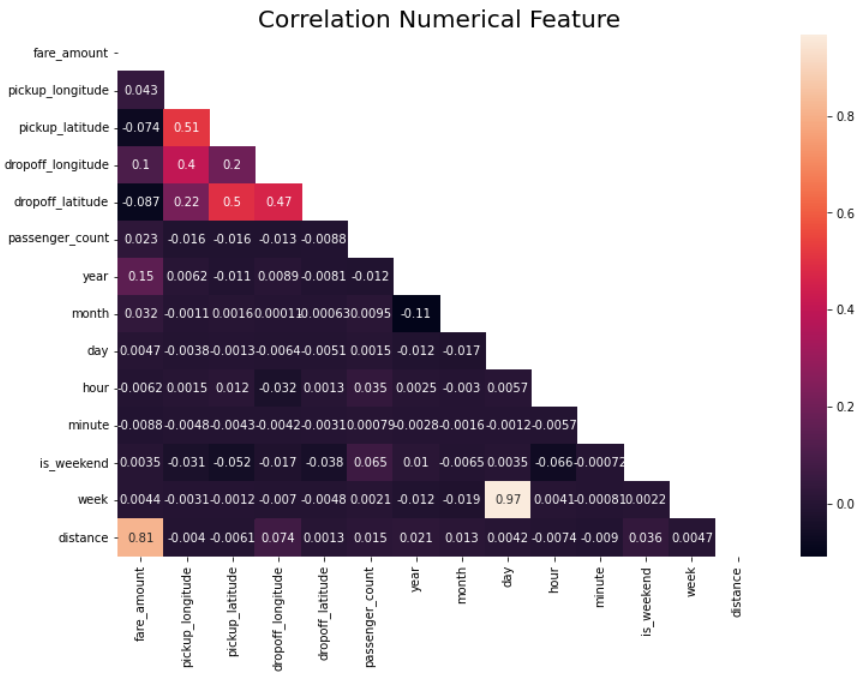 Correlation Numerical Feature
fare_amount
pickup_longitude 0.043
pickup_latitude -0.074 0.51
dropoff_longitude 0.1 0.4 0.2
dropoff_latitude -0.087 0.22 0.5 0.47
passenger_count 0.023 -0.016 -0.016 -0.013 -0.0088
year 0.15 0.0062 -0.011 0.0089 -0.0081 -0.012
month 0.032 -0.0011 0.0016 0.00011 -0.00063 0.0095 -0.11
day 0.0047 -0.0038 -0.0013 -0.0064 -0.0051 0.0015 -0.012 -0.017
hour -0.0062 0.0015 0.012 -0.032 0.0013 0.035 0.0025 -0.003 0.0057
minute -0.0088 -0.0048 -0.0043 -0.0042 -0.0031 0.00079 -0.0028 -0.0016 -0.0012 -0.0057
is_weekend 0.0035 -0.031 -0.052 -0.017 -0.038 0.065 0.01 -0.0065 0.0035 -0.066 -0.00072
week 0.0044 -0.0031 -0.0012 -0.007 -0.0048 0.0021 -0.012 -0.019 0.97 0.0041 -0.00081 0.0022
distance 0.81 -0.004 -0.0061 0.074 0.0013 0.015 0.021 0.013 0.0042 -0.0074 -0.009 0.036 0.0047
fare_amount
pickup_longitude
pickup_latitude
dropoff_longitude
dropoff_latitude
passenger_count
year
month
day
hour
minute
is_weekend
week
distance
0.8
0.6
0.4
0.2
0.0